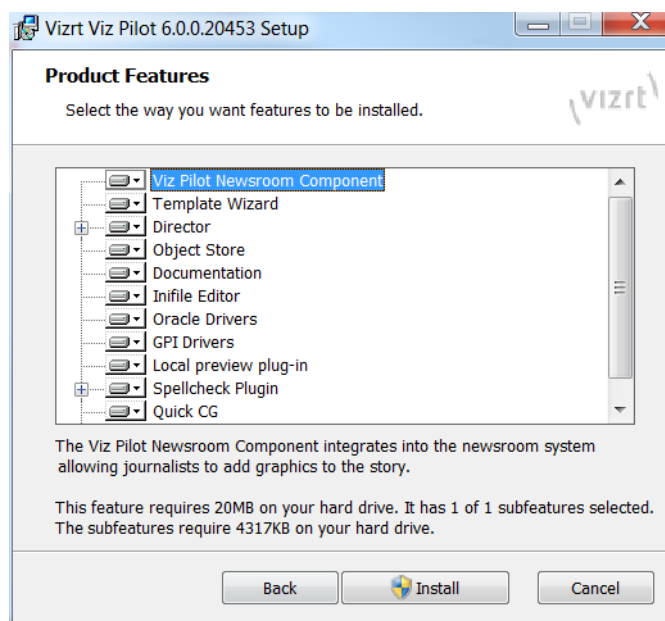 Vizrt Viz Pilot 6.0.0.20453 Setup
Product Features
Select the way you want features to be installed.
vizrt
Viz Pilot Newsroom Component
Template Wizard
Director
Object Store
Documentation
Inifile Editor
Oracle Drivers
GPI Drivers
Local preview plug-in
Spellcheck Plugin
Quick CG
The Viz Pilot Newsroom Component integrates into the newsroom system
allowing journalists to add graphics to the story.
This feature requires 20MB on your hard drive. It has 1 of 1 subfeatures selected.
The subfeatures require 4317KB on your hard drive.
Back
Install
Cancel